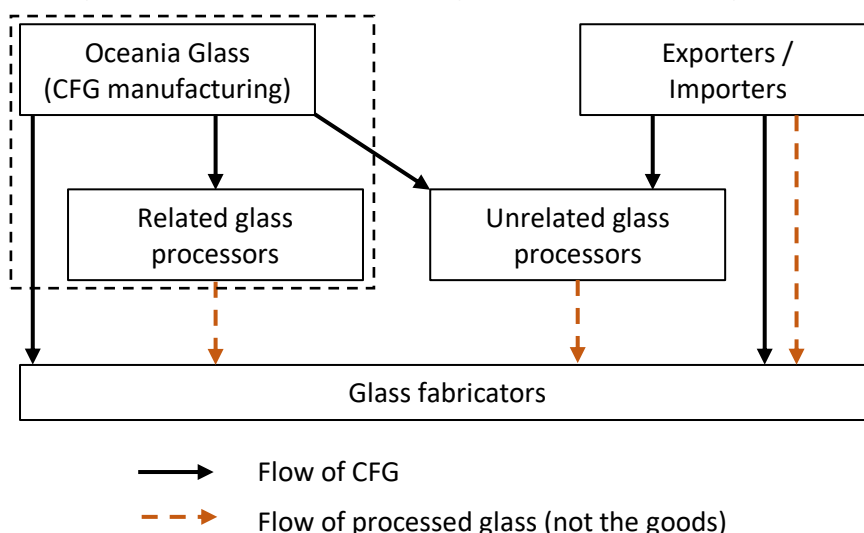 Oceania Glass
(CFG manufacturing)
Exporters /
Importers
Related glass
processors
Unrelated glass
processors
Glass fabricators
Flow of CFG
Flow of processed glass (not the goods)